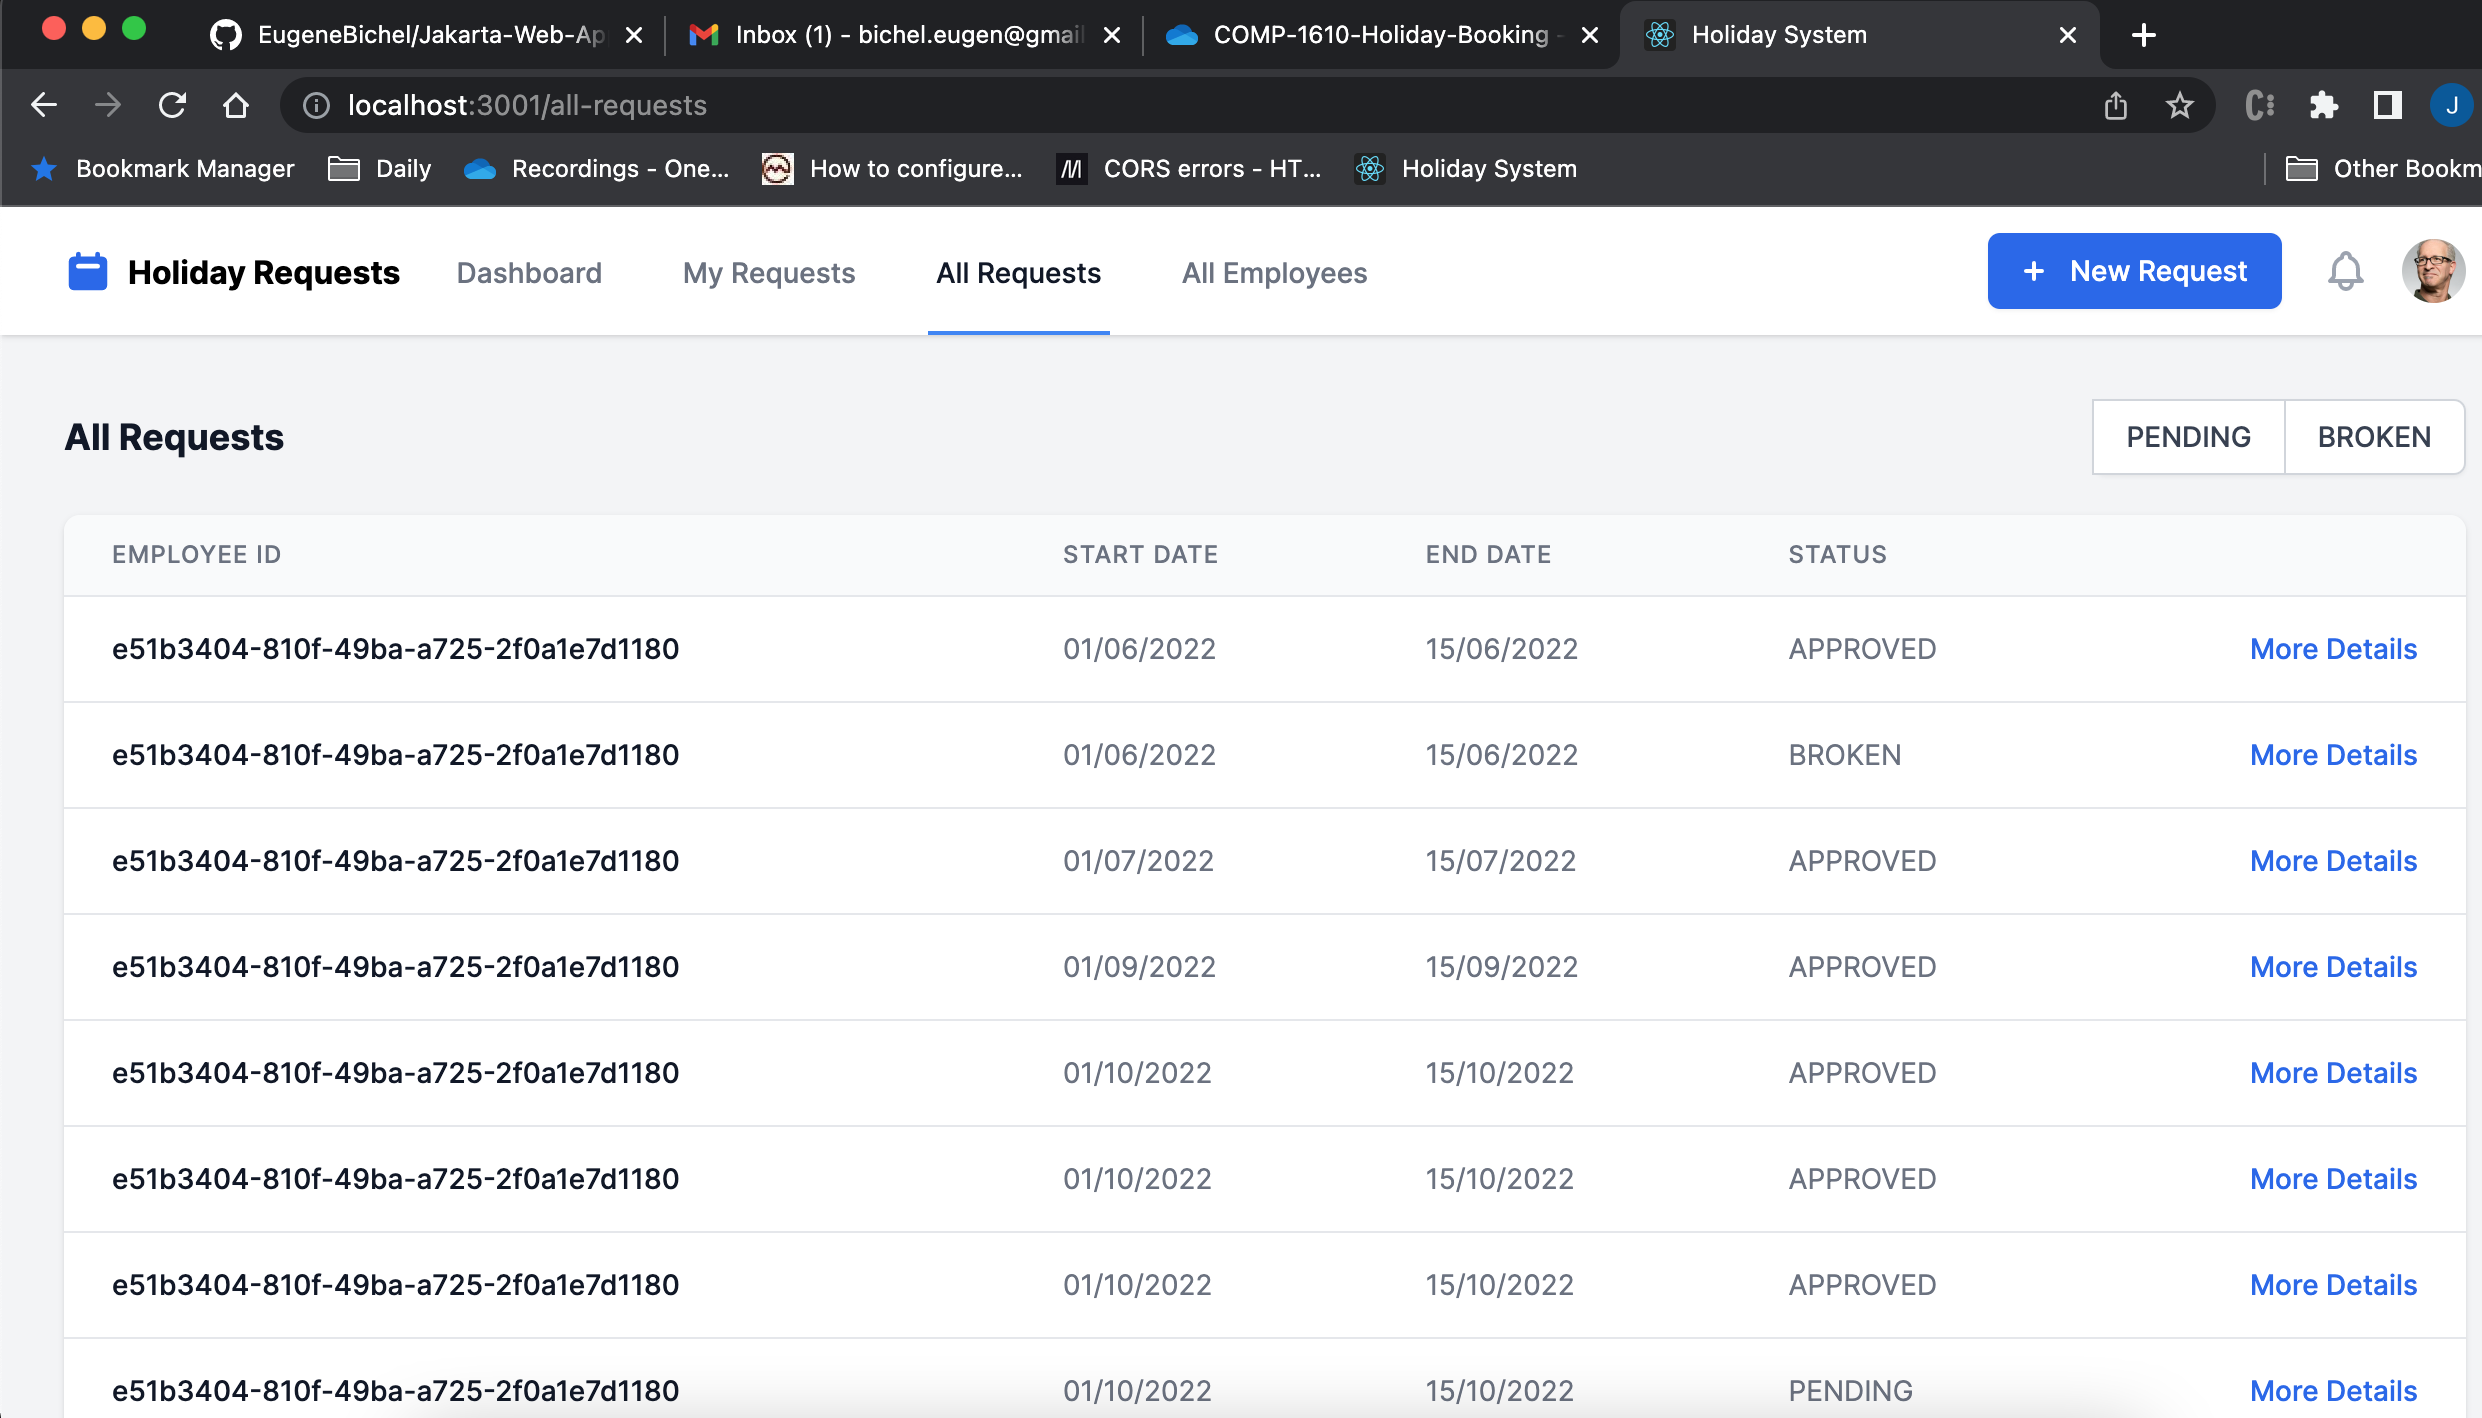 EugeneBichel/Jakarta-Web-Ap
Inbox (1) - bichel.eugen@gmail
COMP-1610-Holiday-Booking -
Holiday System
localhost:3001/all-requests
J
Bookmark Manager
Daily
Recordings - One...
How to configure...
CORS errors - HT...
Holiday System
Other Bookm
Holiday Requests
Dashboard
My Requests
All Requests
All Employees
+ New Request
All Requests
PENDING
BROKEN
EMPLOYEE ID START DATE END DATE STATUS
e51b3404-810f-49ba-a725-2f0a1e7d1180 01/06/2022 15/06/2022 APPROVED More Details
e51b3404-810f-49ba-a725-2f0a1e7d1180 01/06/2022 15/06/2022 BROKEN More Details
e51b3404-810f-49ba-a725-2f0a1e7d1180 01/07/2022 15/07/2022 APPROVED More Details
e51b3404-810f-49ba-a725-2f0a1e7d1180 01/09/2022 15/09/2022 APPROVED More Details
e51b3404-810f-49ba-a725-2f0a1e7d1180 01/10/2022 15/10/2022 APPROVED More Details
e51b3404-810f-49ba-a725-2f0a1e7d1180 01/10/2022 15/10/2022 APPROVED More Details
e51b3404-810f-49ba-a725-2f0a1e7d1180 01/10/2022 15/10/2022 APPROVED More Details
e51b3404-810f-49ba-a725-2f0a1e7d1180 01/10/2022 15/10/2022 PENDING More Details